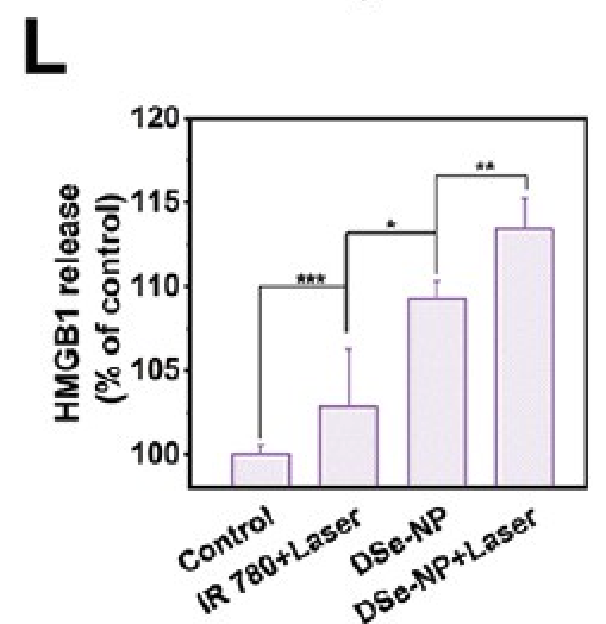 L
HMGB1 release
(% of control)
120
115
110
105
100
***
*
**
Control
IR 780+Laser
DSe-NP
DSe-NP+Laser